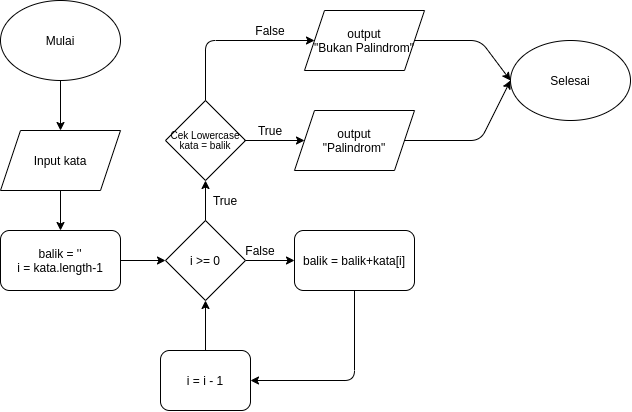 Mulai
Input kata
balik = ''
i = kata.length-1
i >= 0
True
False
balik = balik+kata[i]
i = i - 1
Cek Lowercase
kata = balik
True
output
"Palindrom"
False
output
"Bukan Palindrom"
Selesai